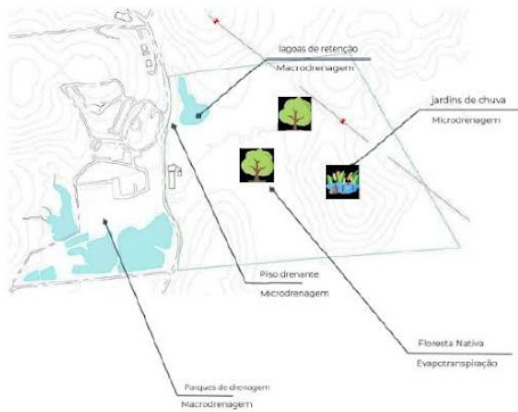 lagoas de retenção
Macrodrenagem
jardins de chuva
Microdrenagem
Piso drenante
Microdrenagem
Floresta Nativa
Evapotranspiração
Parques de drenagem
Macrodrenagem